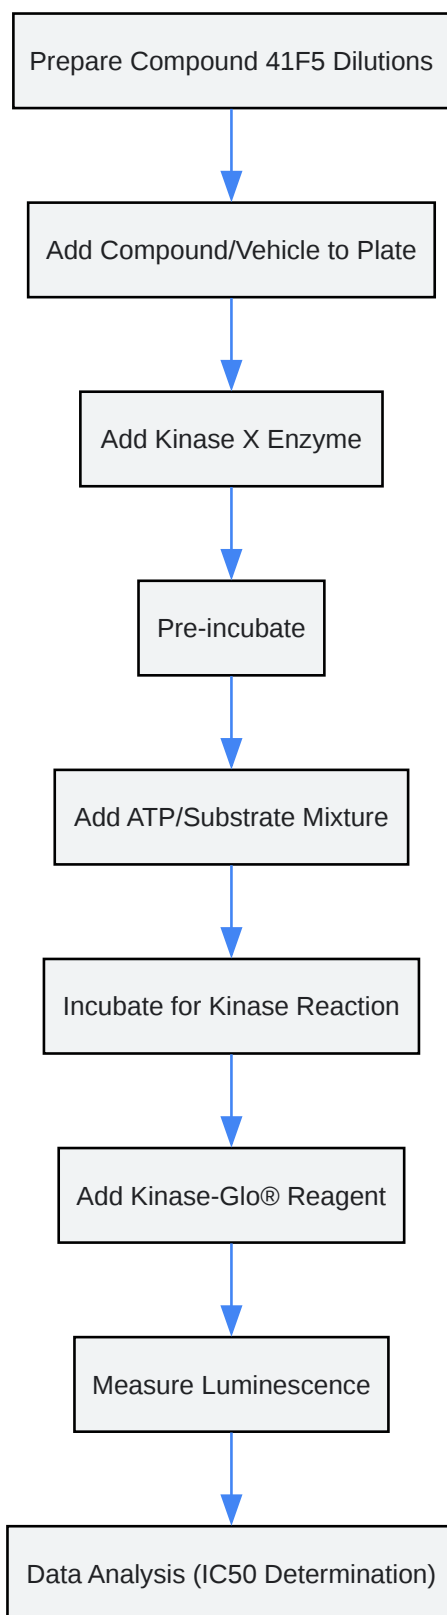 Prepare Compound 41F5 Dilutions
Add Compound/Vehicle to Plate
Add Kinase X Enzyme
Pre-incubate
Add ATP/Substrate Mixture
Incubate for Kinase Reaction
Add Kinase-Glo® Reagent
Measure Luminescence
Data Analysis (IC50 Determination)